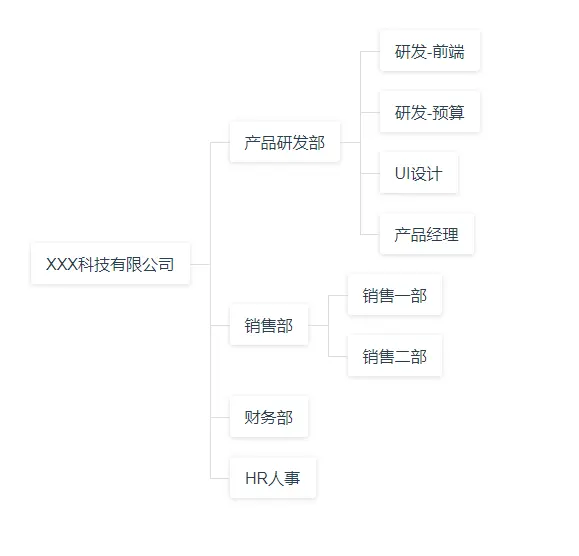 XXX科技有限公司
产品研发部
研发-前端
研发-预算
UI设计
产品经理
销售部
销售一部
销售二部
财务部
HR人事